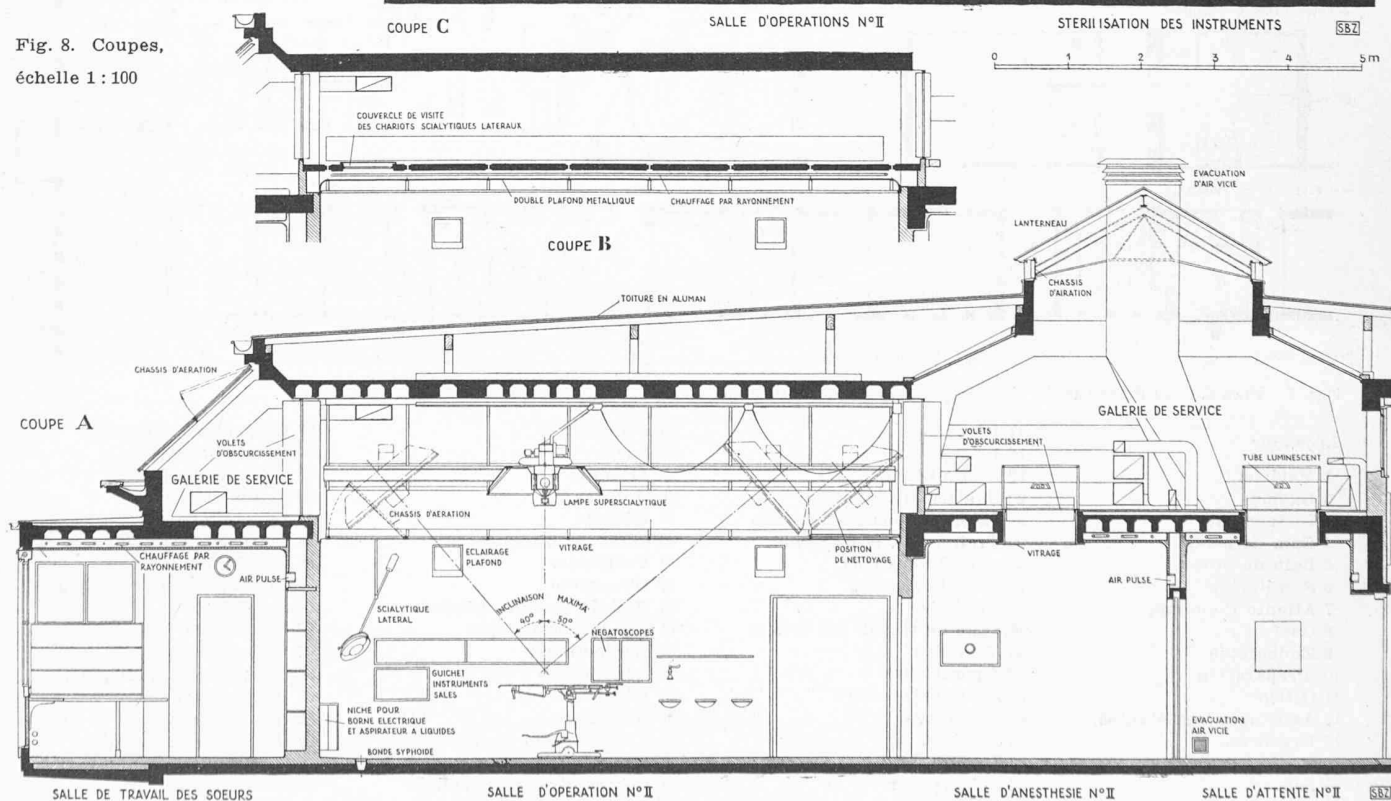 COUPE C
SALLE D'OPERATIONS N°II
STERIIISATION DES INSTRUMENTS
SBZ
Fig. 8. Coupes,
échelle 1 : 100
0 1 2 3 4 5 m
COUVERCLE DE VISITE
DES CHARIOTS SCIALYTIQUES LATERAUX
DOUBLE PLAFOND METALLIQUE
CHAUFFAGE PAR RAYONNEMENT
COUPE B
EVACUATION
D'AIR VICIE
LANTERNEAU
CHASSIS
D'AIRATION
TOITURE EN ALUMAN
CHASSIS D'AERATION
COUPE A
VOLETS
D'OBSCURCISSEMENT
GALERIE DE SERVICE
CHASSIS D'AERATION
LAMPE SUPERSCIALYTIQUE
VOLETS
D'OBSCURCISSEMENT
GALERIE DE SERVICE
TUBE LUMINESCENT
CHAUFFAGE PAR
RAYONNEMENT
AIR PULSE
ECLAIRAGE
PLAFOND
VITRAGE
POSITION
DE NETTOYAGE
VITRAGE
AIR PULSE
SCIALYTIQUE
LATERAL
INCLINAISON MAXIMA
40° 50°
NEGATOSCOPES
GUICHET
INSTRUMENTS
SALES
NICHE POUR
BORNE ELECTRIQUE
ET ASPIRATEUR A LIQUIDES
BONDE SYPHOIDE
EVACUATION
AIR VICIE
SALLE DE TRAVAIL DES SOEURS
SALLE D'OPERATION N°II
SALLE D'ANESTHESIE N°II
SALLE D'ATTENTE N°II
SBZ